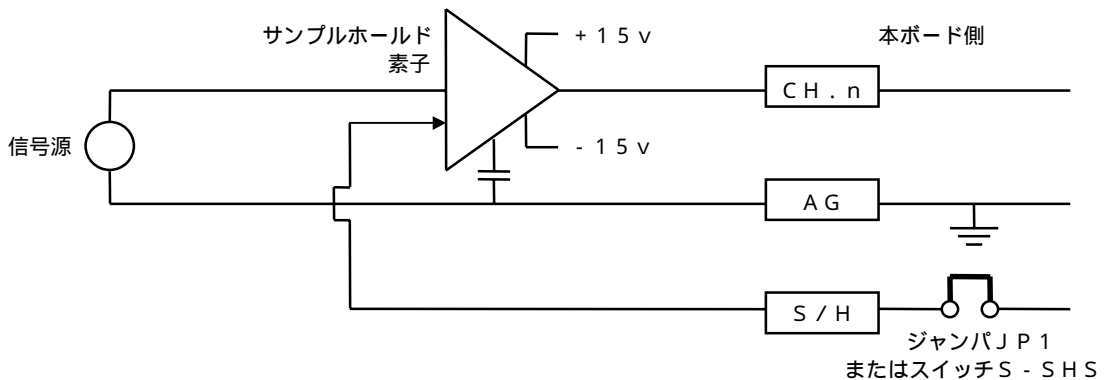 サンプルホールド
素子
+15v
本ボード側
CH.n
信号源
-15v
AG
S/H
ジャンパJP1
またはスイッチS-SHS